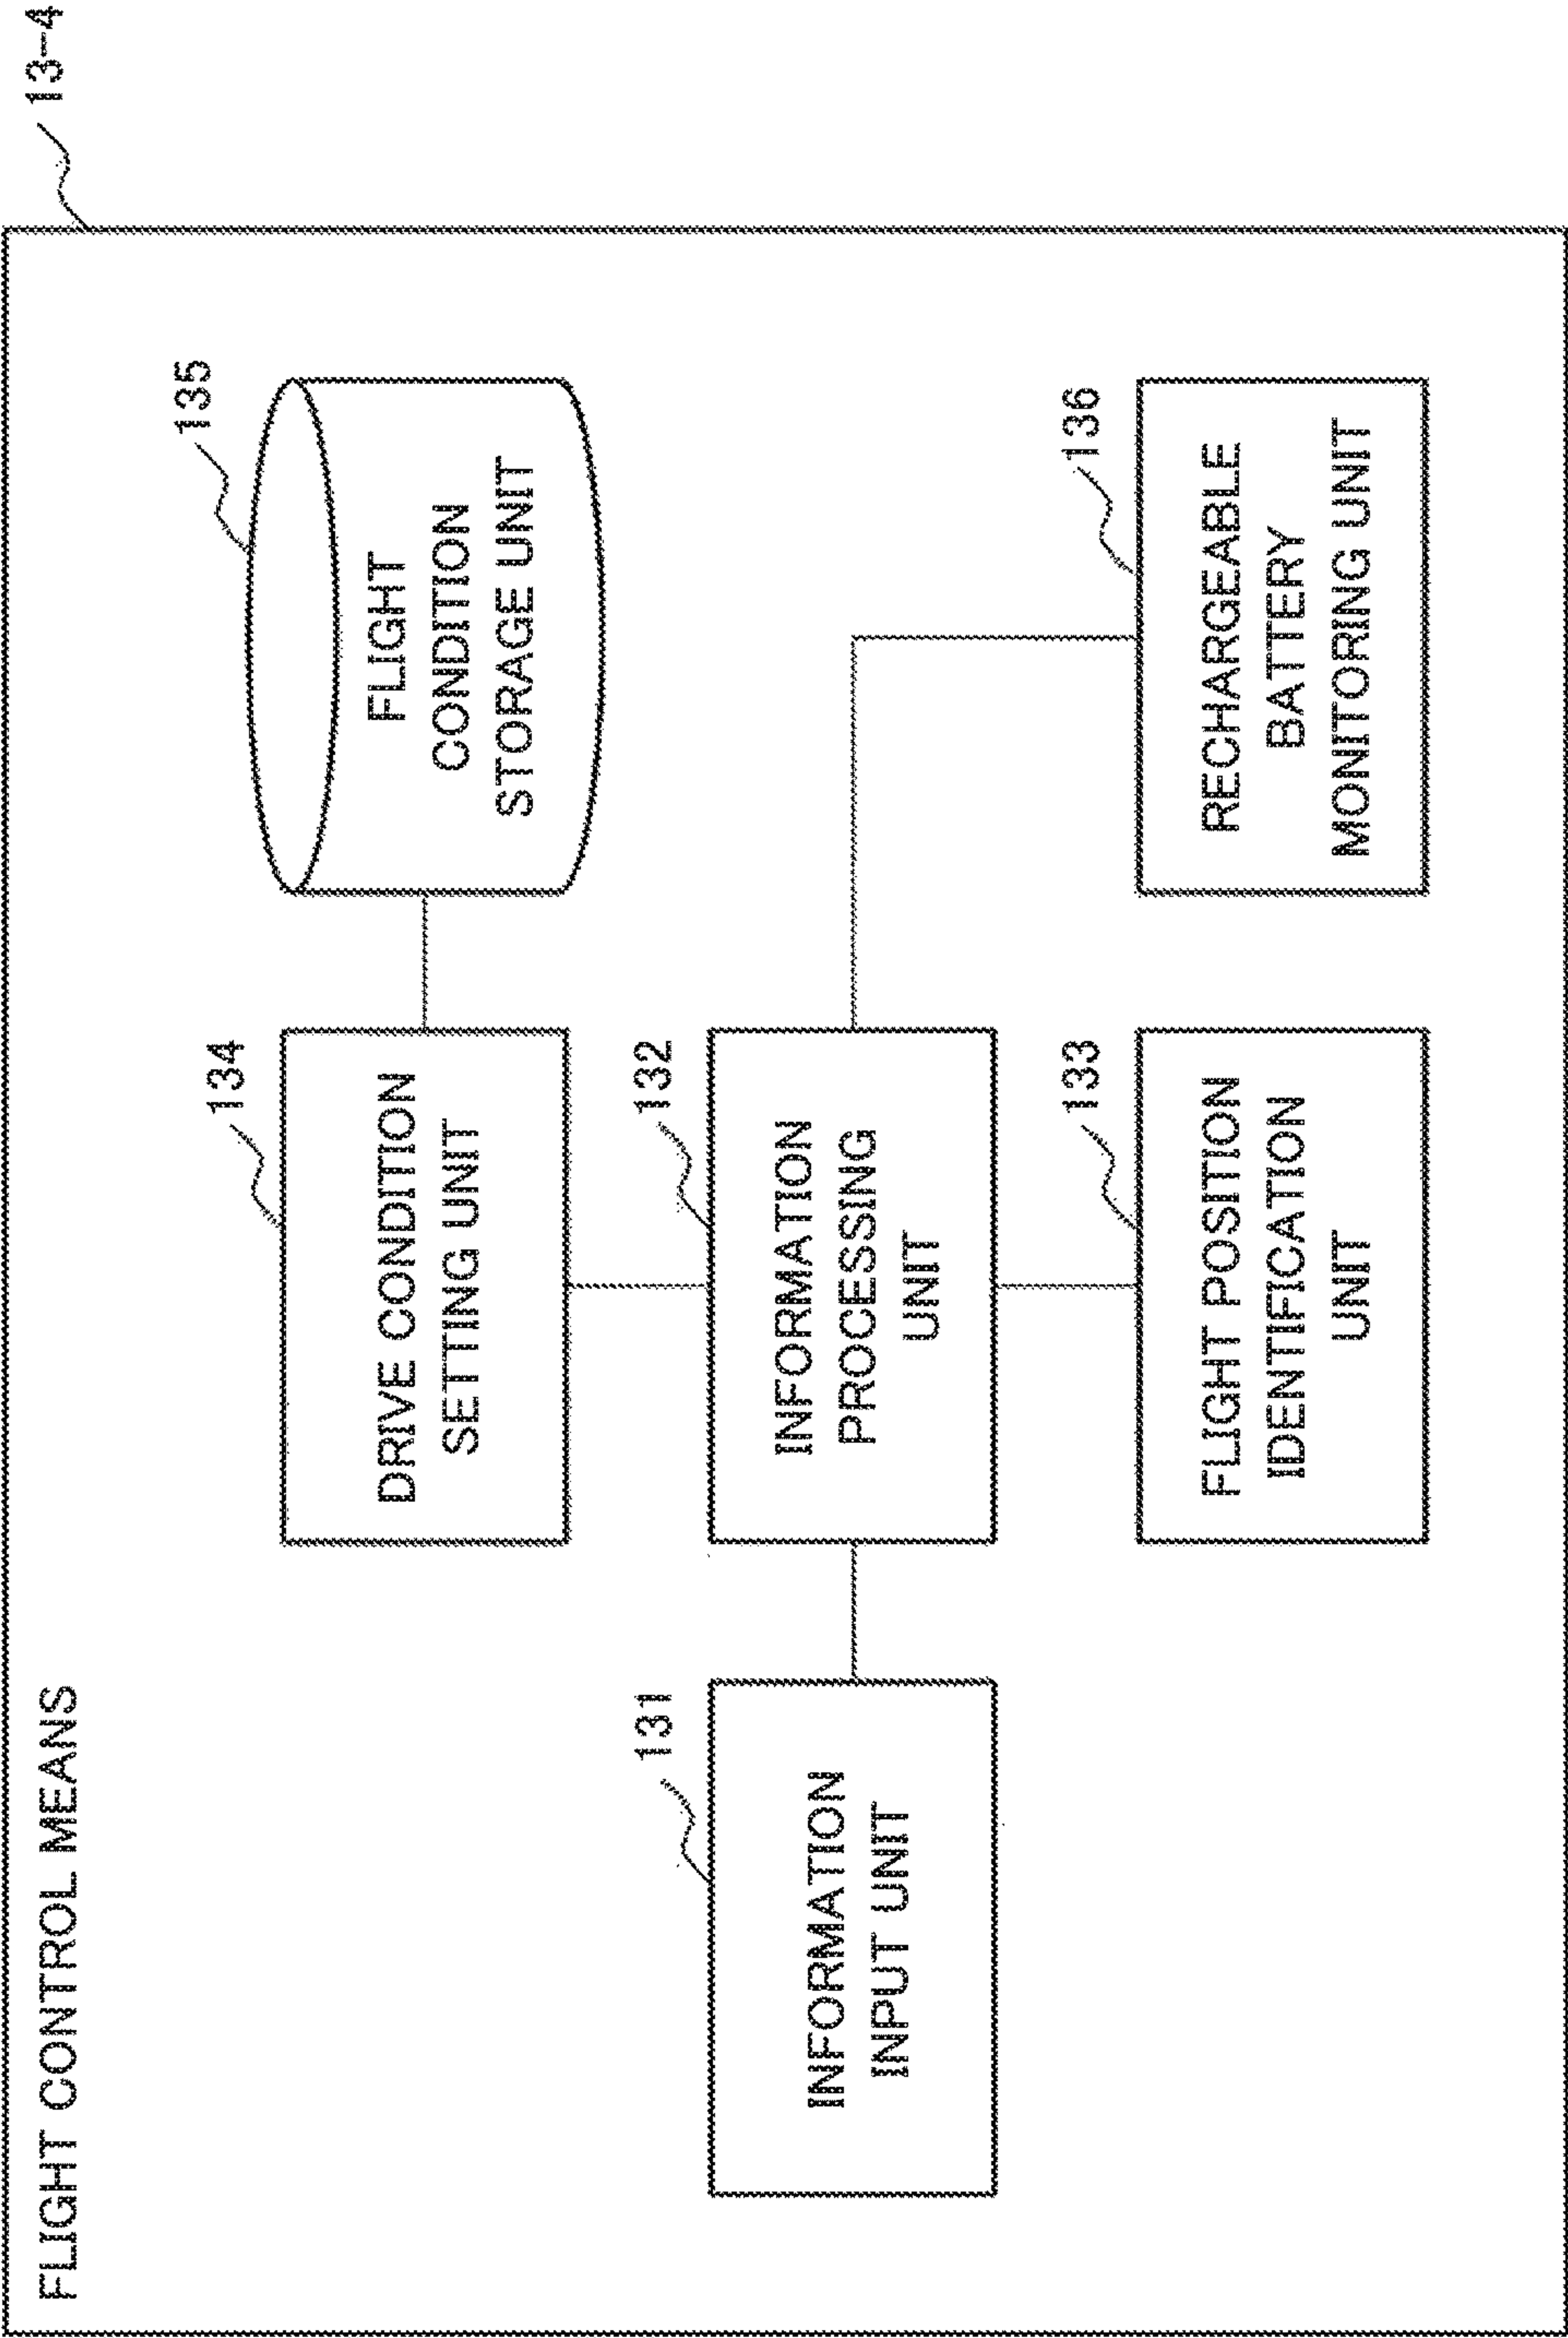 13-4
FLIGHT CONTROL MEANS
134
DRIVE CONDITION
SETTING UNIT
135
FLIGHT
CONDITION
STORAGE UNIT
131
INFORMATION
INPUT UNIT
132
INFORMATION
PROCESSING
UNIT
133
FLIGHT POSITION
IDENTIFICATION
UNIT
136
RECHARGEABLE
BATTERY
MONITORING UNIT